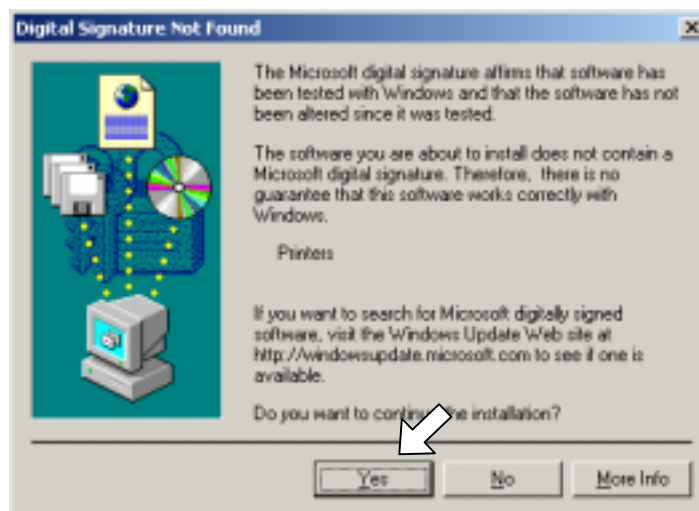 Digital Signature Not Found
The Microsoft digital signature affirms that software has
been tested with Windows and that the software has not
been altered since it was tested.
The software you are about to install does not contain a
Microsoft digital signature. Therefore, there is no
guarantee that this software works correctly with
Windows.
Printers
If you want to search for Microsoft digitally signed
software, visit the Windows Update Web site at
http://windowsupdate.microsoft.com to see if one is
available.
Do you want to continue the installation?
Yes No More Info